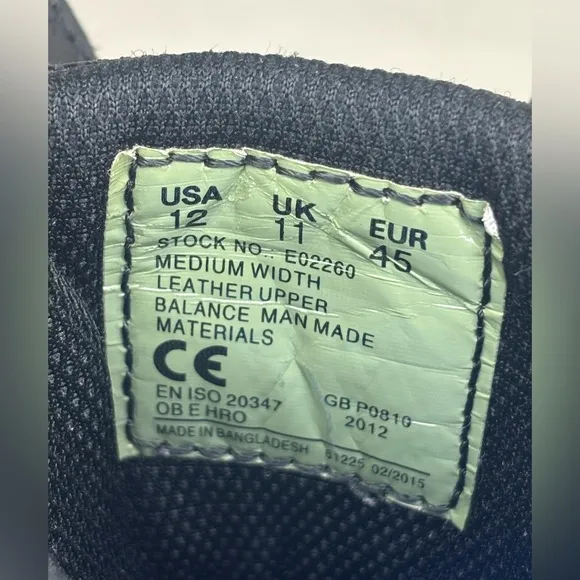 USA UK EUR
12 11 45
STOCK NO.: E02260
MEDIUM WIDTH
LEATHER UPPER
BALANCE MAN MADE
MATERIALS
CE
EN ISO 20347 GB P0810
OB E HRO 2012
MADE IN BANGLADESH 61225 02/2015